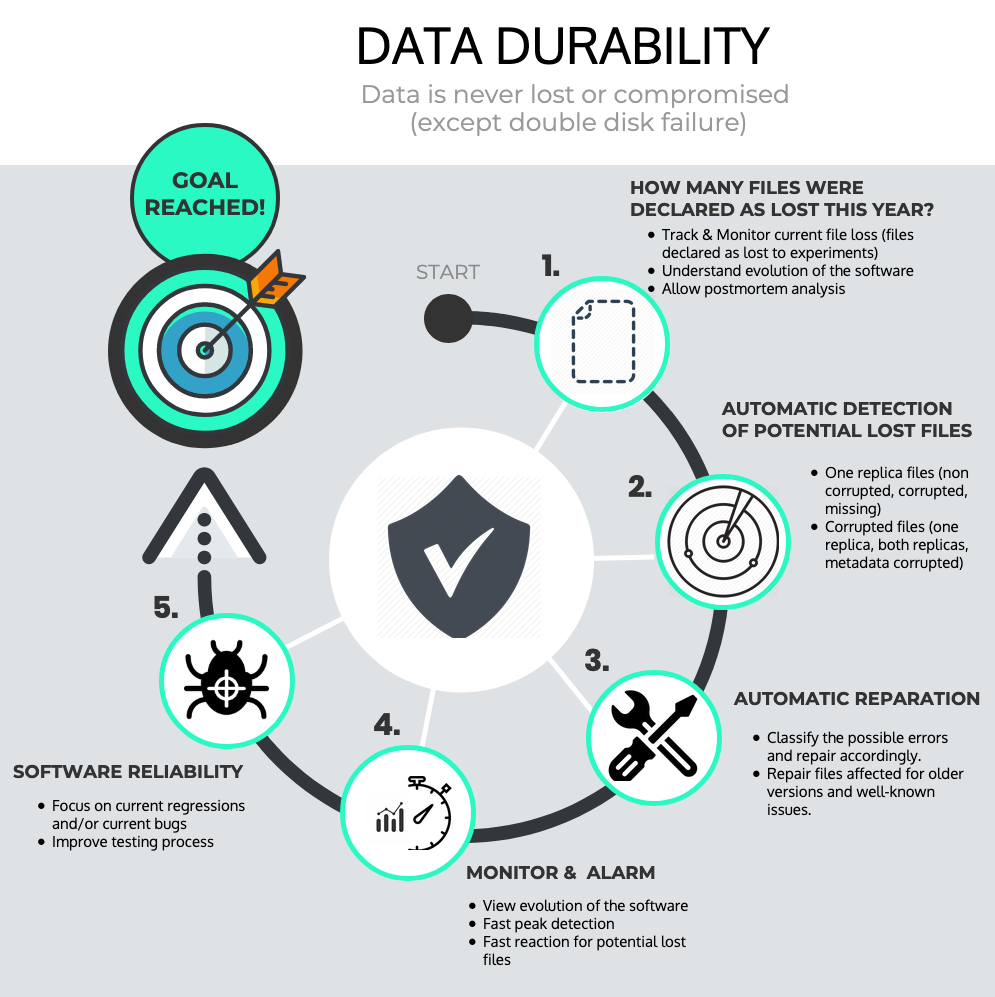 DATA DURABILITY
Data is never lost or compromised
(except double disk failure)
GOAL
REACHED!
START
1.
HOW MANY FILES WERE
DECLARED AS LOST THIS YEAR?
• Track & Monitor current file loss (files
declared as lost to experiments)
• Understand evolution of the software
• Allow postmortem analysis
2.
AUTOMATIC DETECTION
OF POTENTIAL LOST FILES
• One replica files (non
corrupted, corrupted,
missing)
• Corrupted files (one
replica, both replicas,
metadata corrupted)
3.
AUTOMATIC REPARATION
• Classify the possible errors
and repair accordingly.
• Repair files affected for older
versions and well-known
issues.
4.
MONITOR & ALARM
• View evolution of the software
• Fast peak detection
• Fast reaction for potential lost
files
5.
SOFTWARE RELIABILITY
• Focus on current regressions
and/or current bugs
• Improve testing process